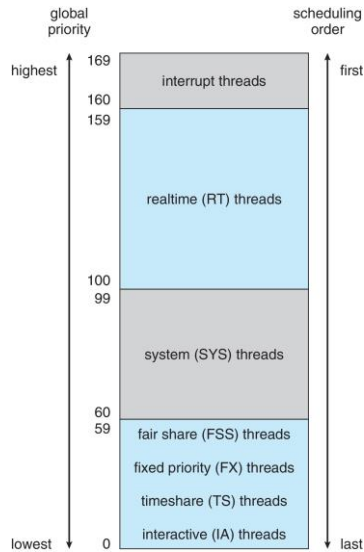 global
priority
scheduling
order
highest
169
first
interrupt threads
160
159
realtime (RT) threads
100
99
system (SYS) threads
60
59
fair share (FSS) threads
fixed priority (FX) threads
timeshare (TS) threads
lowest
0
interactive (IA) threads
last